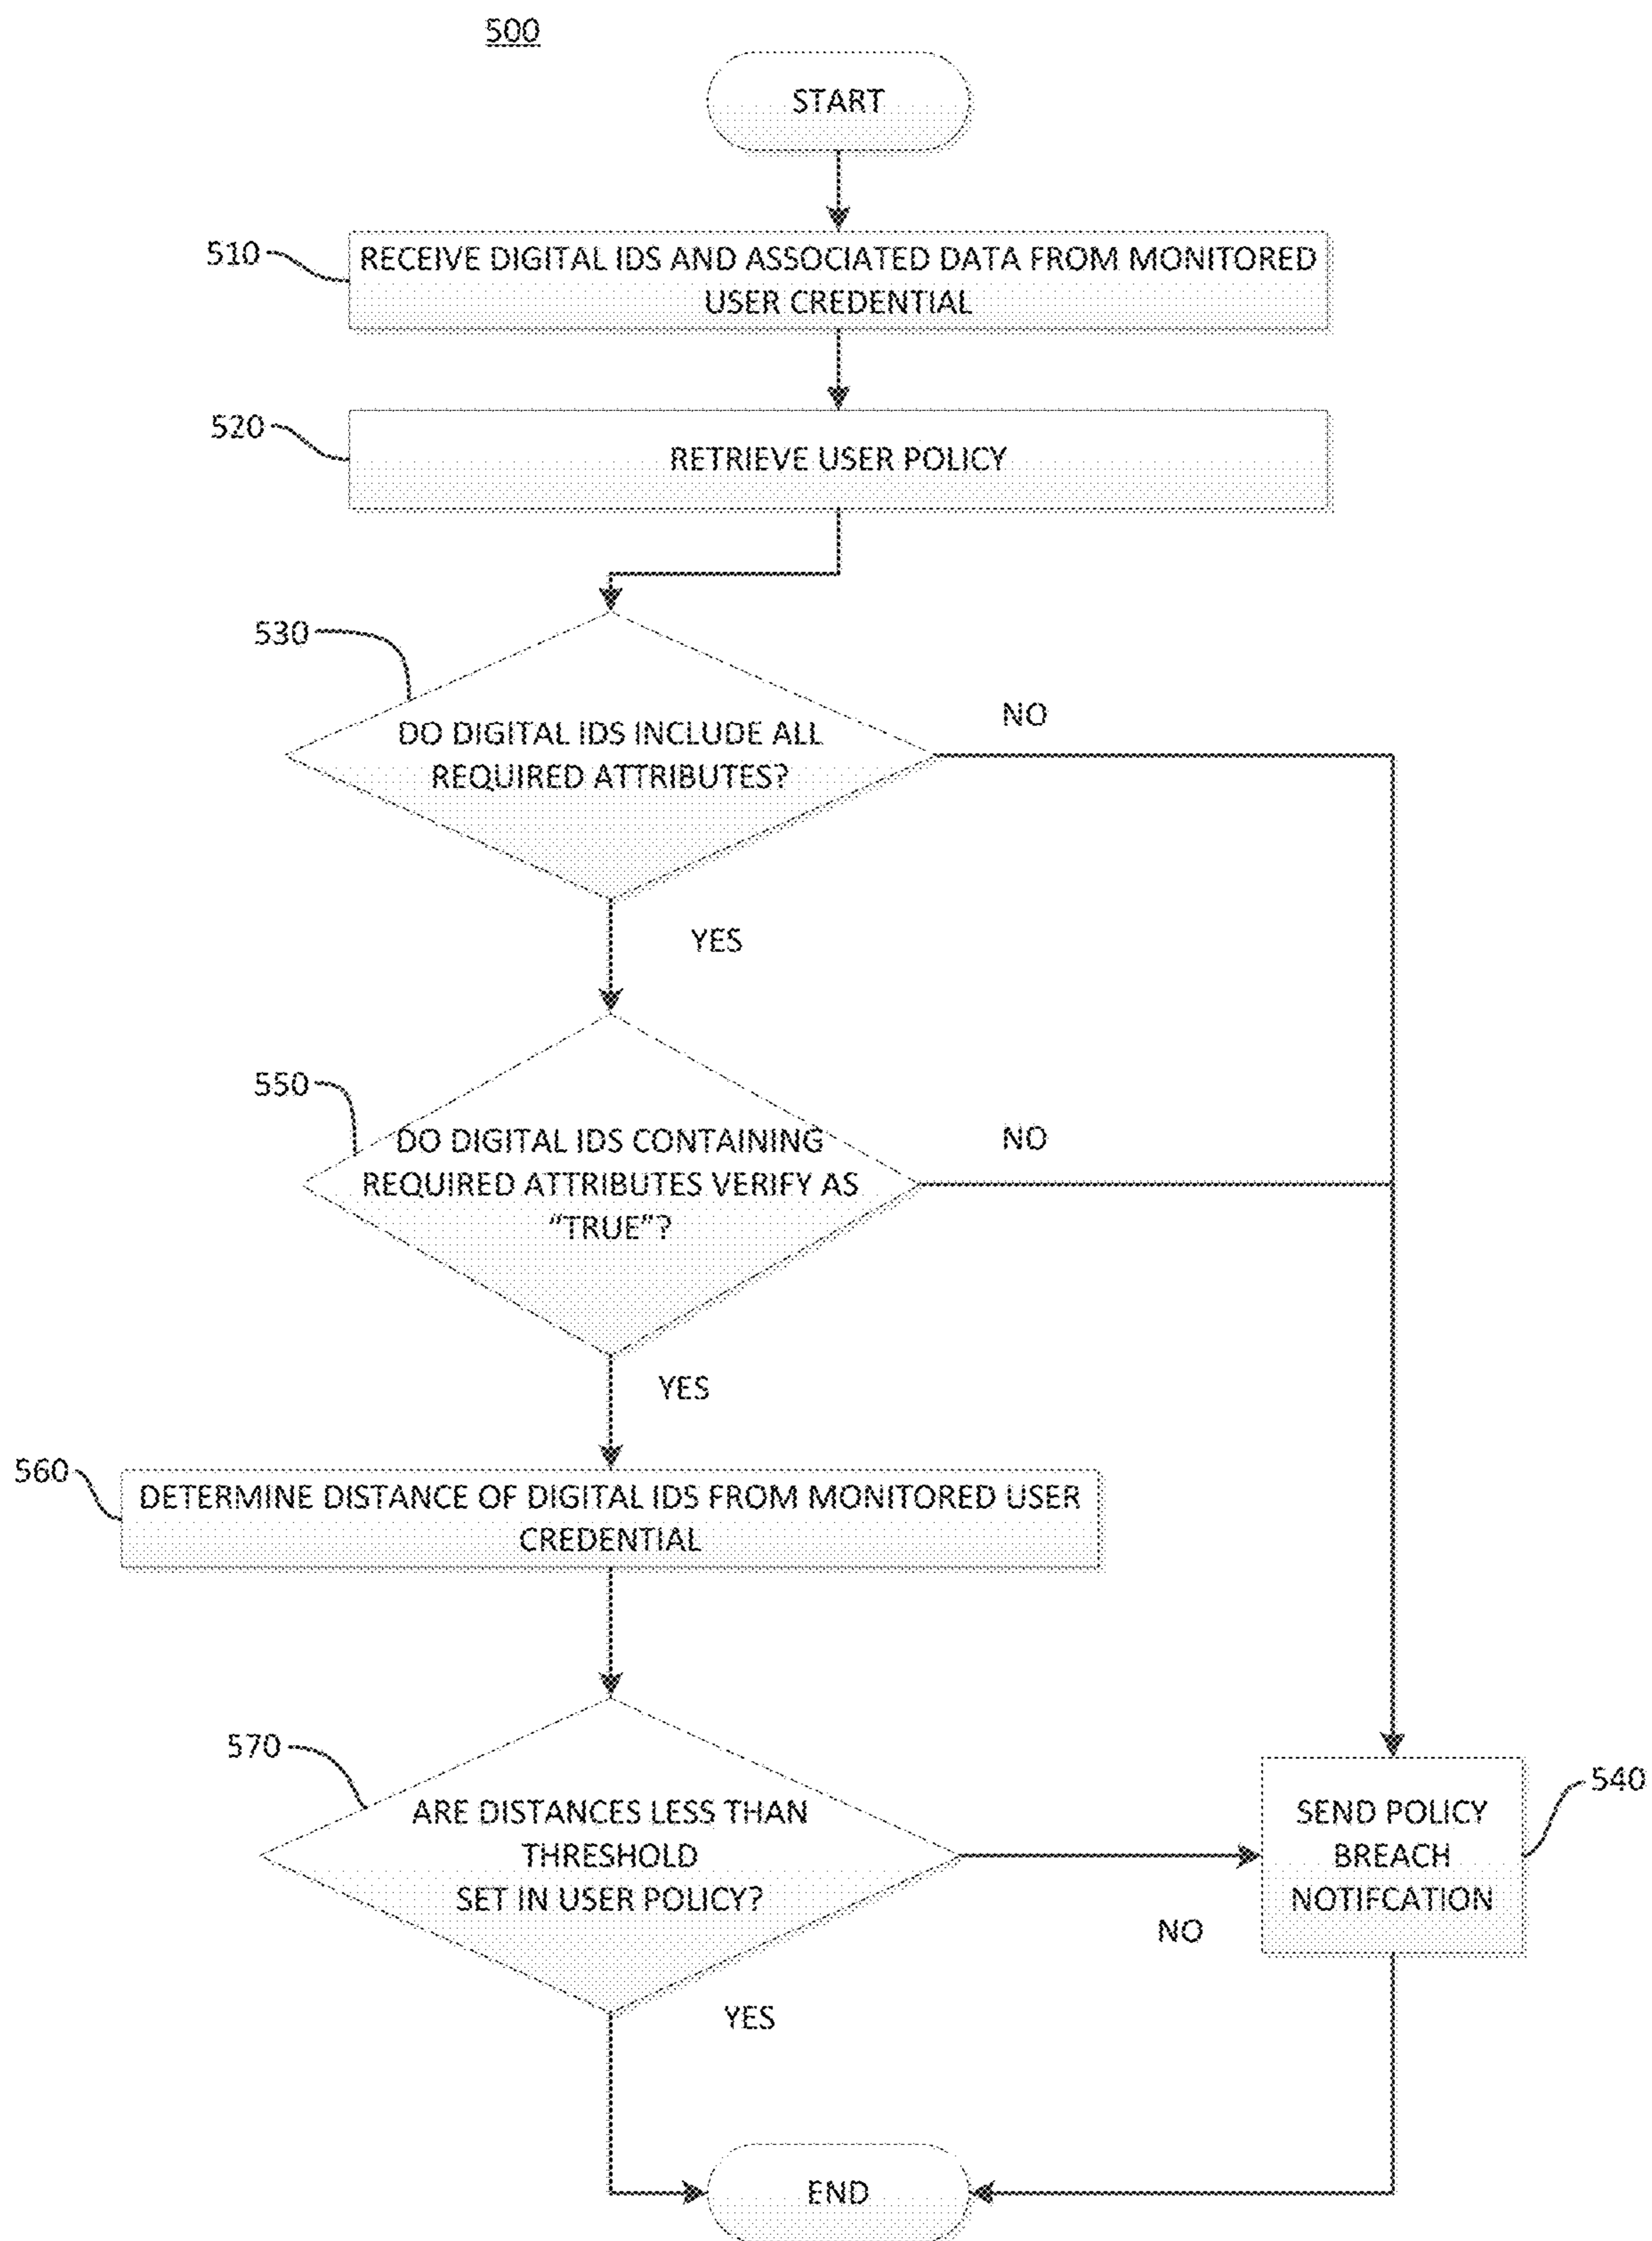 500
START
510
RECEIVE DIGITAL IDS AND ASSOCIATED DATA FROM MONITORED
USER CREDENTIAL
520
RETRIEVE USER POLICY
530
DO DIGITAL IDS INCLUDE ALL
REQUIRED ATTRIBUTES?
NO
YES
550
DO DIGITAL IDS CONTAINING
REQUIRED ATTRIBUTES VERIFY AS
“TRUE”?
NO
YES
560
DETERMINE DISTANCE OF DIGITAL IDS FROM MONITORED USER
CREDENTIAL
570
ARE DISTANCES LESS THAN
THRESHOLD
SET IN USER POLICY?
NO
YES
540
SEND POLICY
BREACH
NOTIFCATION
END